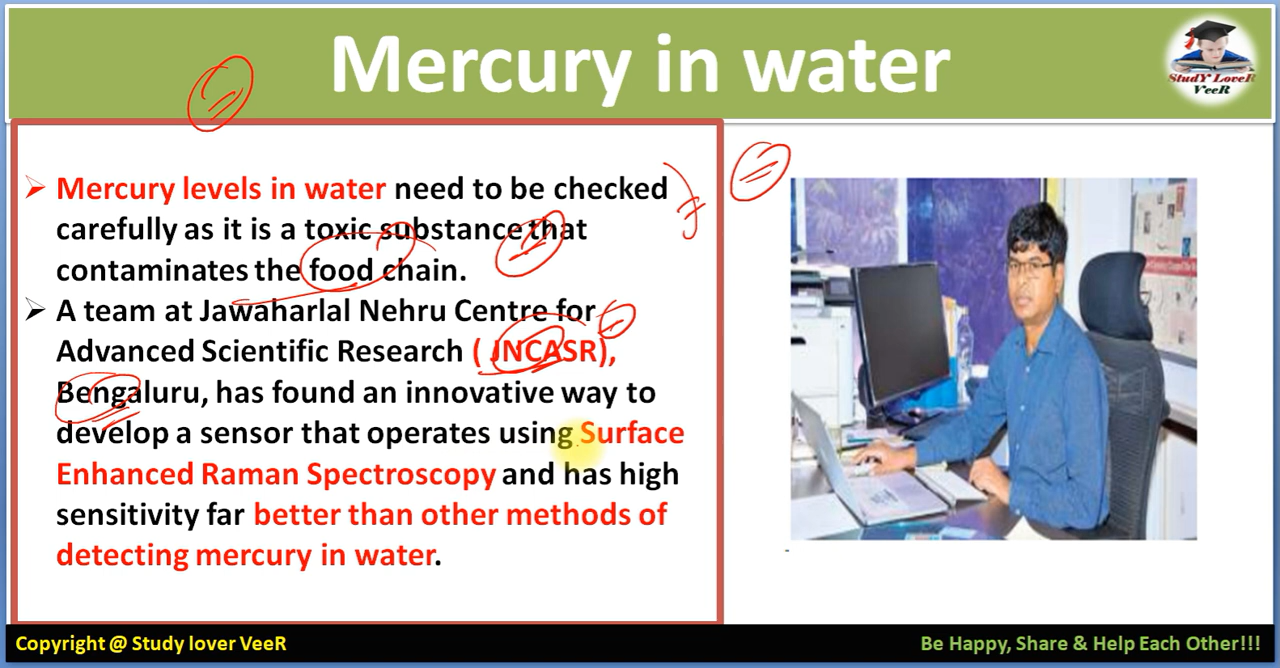 Mercury in water
StudY LoveR
VeeR
Mercury levels in water need to be checked
carefully as it is a toxic substance that
contaminates the food chain.
A team at Jawaharlal Nehru Centre for
Advanced Scientific Research ( JNCASR),
Bengaluru, has found an innovative way to
develop a sensor that operates using Surface
Enhanced Raman Spectroscopy and has high
sensitivity far better than other methods of
detecting mercury in water.
Copyright @ Study lover VeeR
Be Happy, Share & Help Each Other!!!